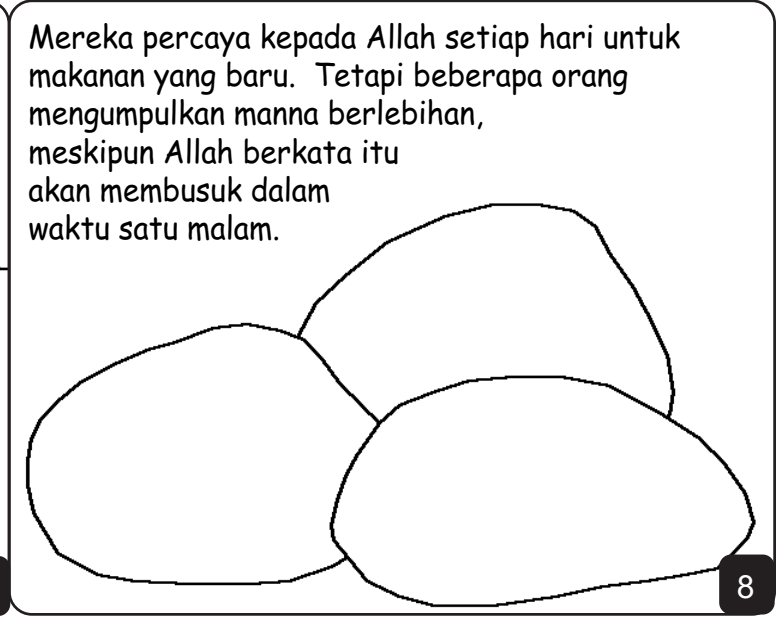 Mereka percaya kepada Allah setiap hari untuk
makanan yang baru.  Tetapi beberapa orang
mengumpulkan manna berlebihan,
meskipun Allah berkata itu
akan membusuk dalam
waktu satu malam.
8